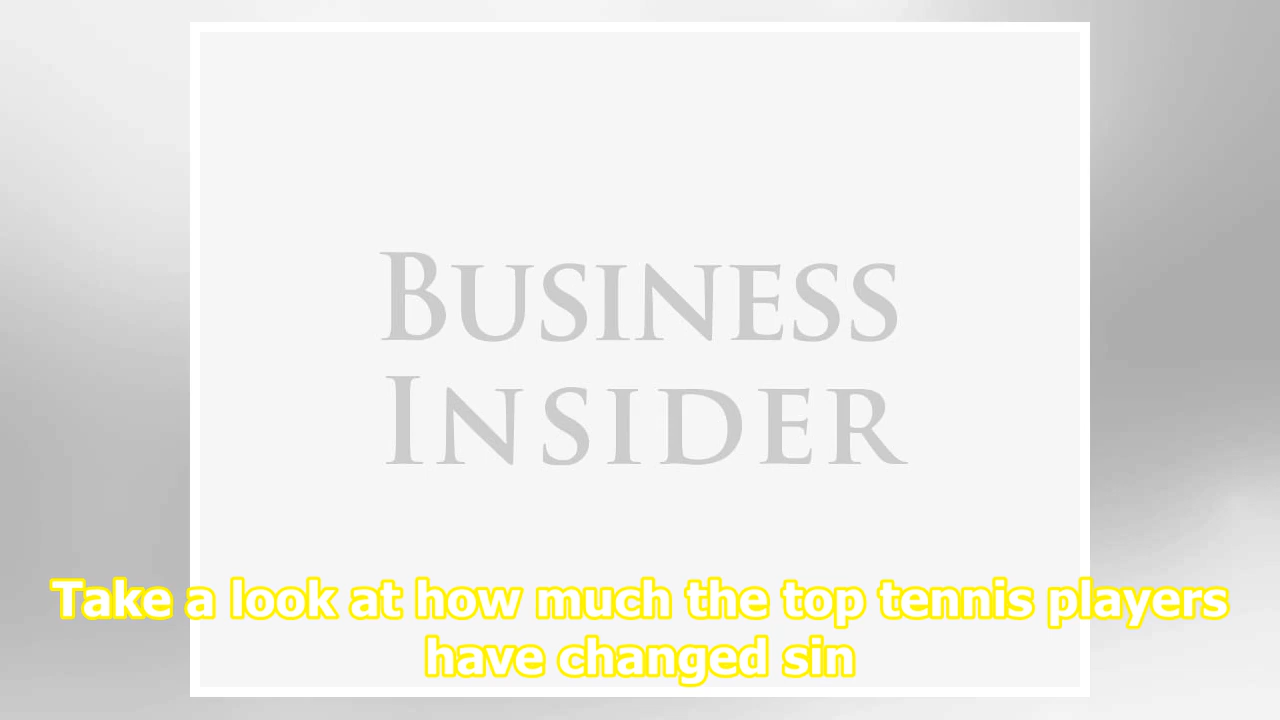 BUSINESS
INSIDER
Take a look at how much the top tennis players
have changed sin